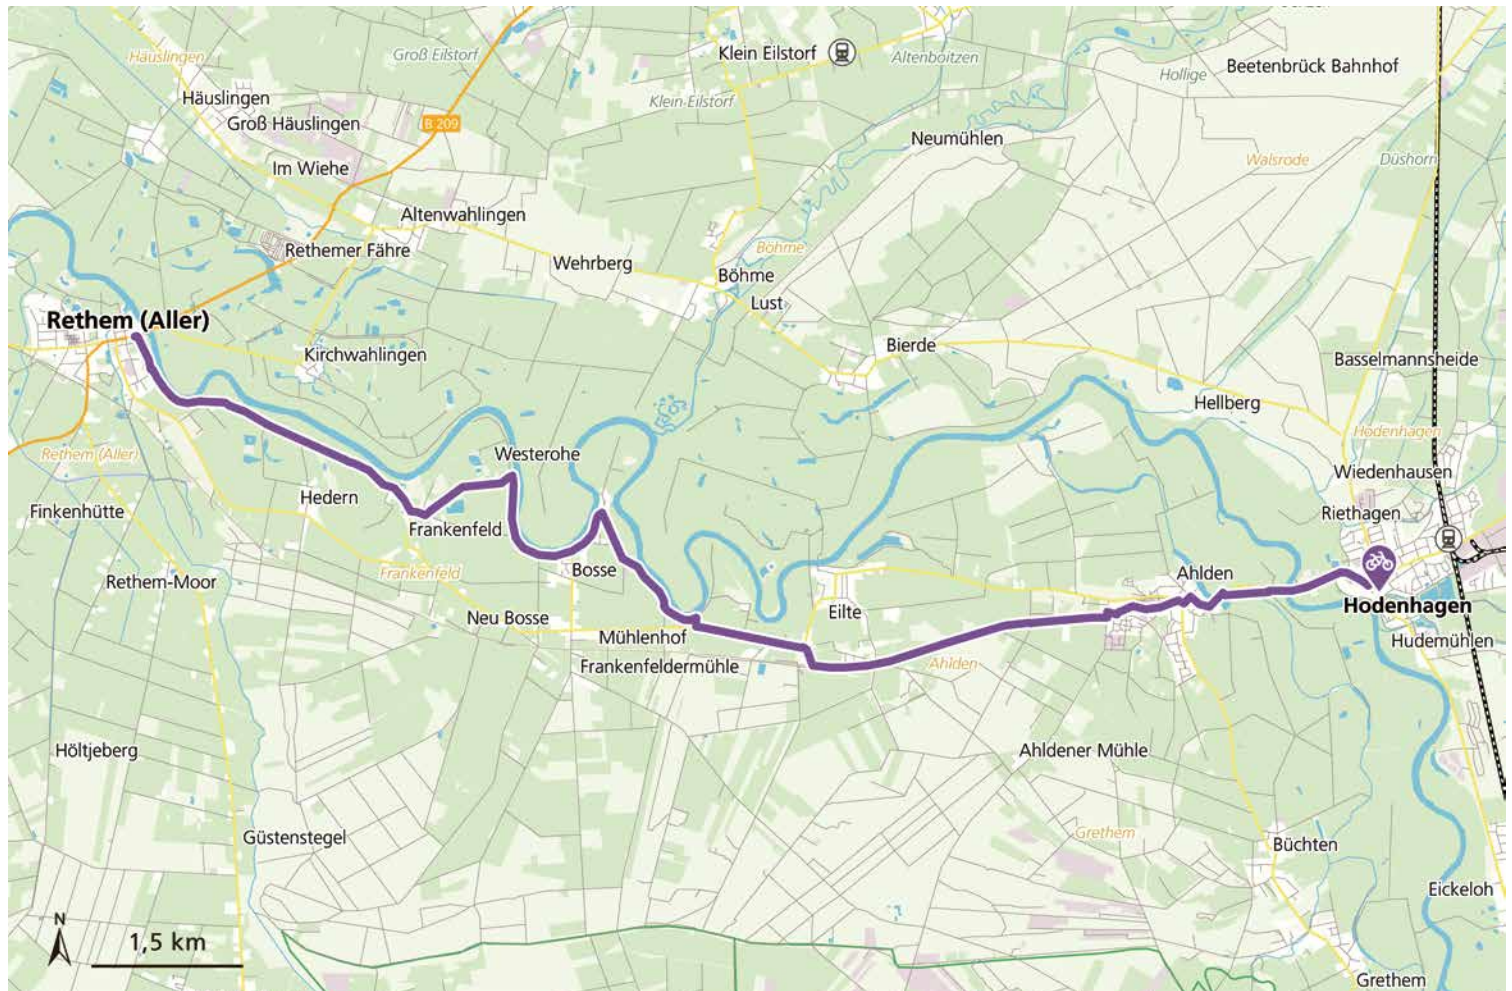 Klein Eilstorf
Häuslingen
Groß Eilstorf
Altenboitzen
Hollige
Beetenbrück Bahnhof
Häuslingen
Klein Eilstorf
Groß Häuslingen
B 209
Neumühlen
Walsrode
Düshorn
Im Wiehe
Altenwahlingen
Rethemer Fähre
Böhme
Wehrberg
Böhme
Lust
Rethem (Aller)
Kirchwahlingen
Bierde
Basselmannsheide
Hellberg
Hodenhagen
Rethem (Aller)
Westerohe
Wiedenhausen
Hedern
Finkenhütte
Frankenfeld
Riethagen
Frankenfeld
Bosse
Ahlden
Rethem-Moor
Hodenhagen
Neu Bosse
Eilte
Mühlenhof
Hudemühlen
Frankenfeldermühle
Ahlden
Höltjeberg
Ahldener Mühle
Güstenstegel
Grethem
Büchten
Eickeloh
N
1,5 km
Grethem